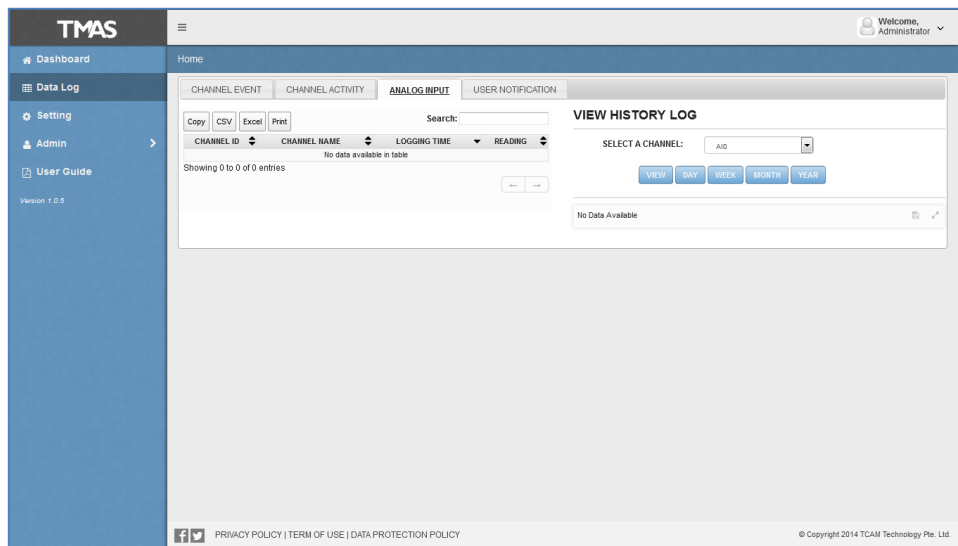 TMAS
Welcome,
Administrator
Dashboard
Data Log
Setting
Admin
User Guide
Version 1.0.5
Home
CHANNEL EVENT CHANNEL ACTIVITY ANALOG INPUT USER NOTIFICATION
Copy CSV Excel Print Search:
CHANNEL ID CHANNEL NAME LOGGING TIME READING
No data available in table
Showing 0 to 0 of 0 entries
← →
VIEW HISTORY LOG
SELECT A CHANNEL: AI0
VIEW DAY WEEK MONTH YEAR
No Data Available
PRIVACY POLICY | TERM OF USE | DATA PROTECTION POLICY
© Copyright 2014 TCAM Technology Pte. Ltd.